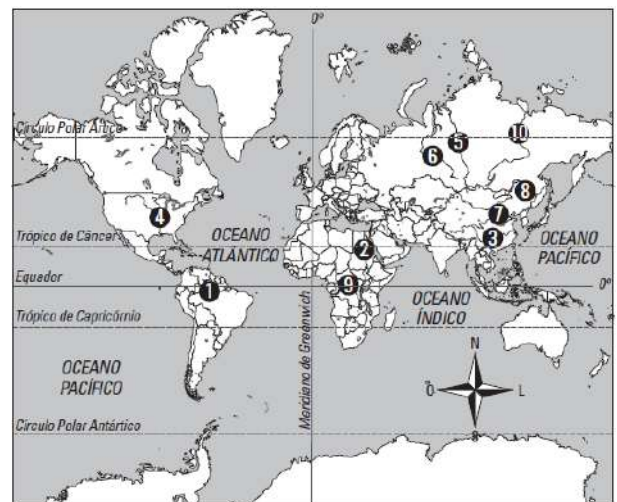 0°
Círculo Polar Ártico
10
5
6
8
7
4
3
Trópico de Câncer
OCEANO
ATLÂNTICO
2
OCEANO
PACÍFICO
Equador
0°
1
9
OCEANO
ÍNDICO
Trópico de Capricórnio
Meridiano de Greenwich
OCEANO
PACÍFICO
N
O
L
S
Círculo Polar Antártico